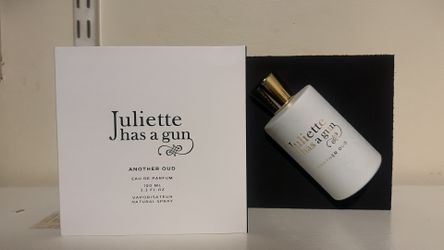 Juliette
has a gun
ANOTHER OUD
EAU DE PARFUM
100 ML
3.3 FL.OZ
VAPORISATEUR
NATURAL SPRAY
Juliette
has a gun
ANOTHER OUD